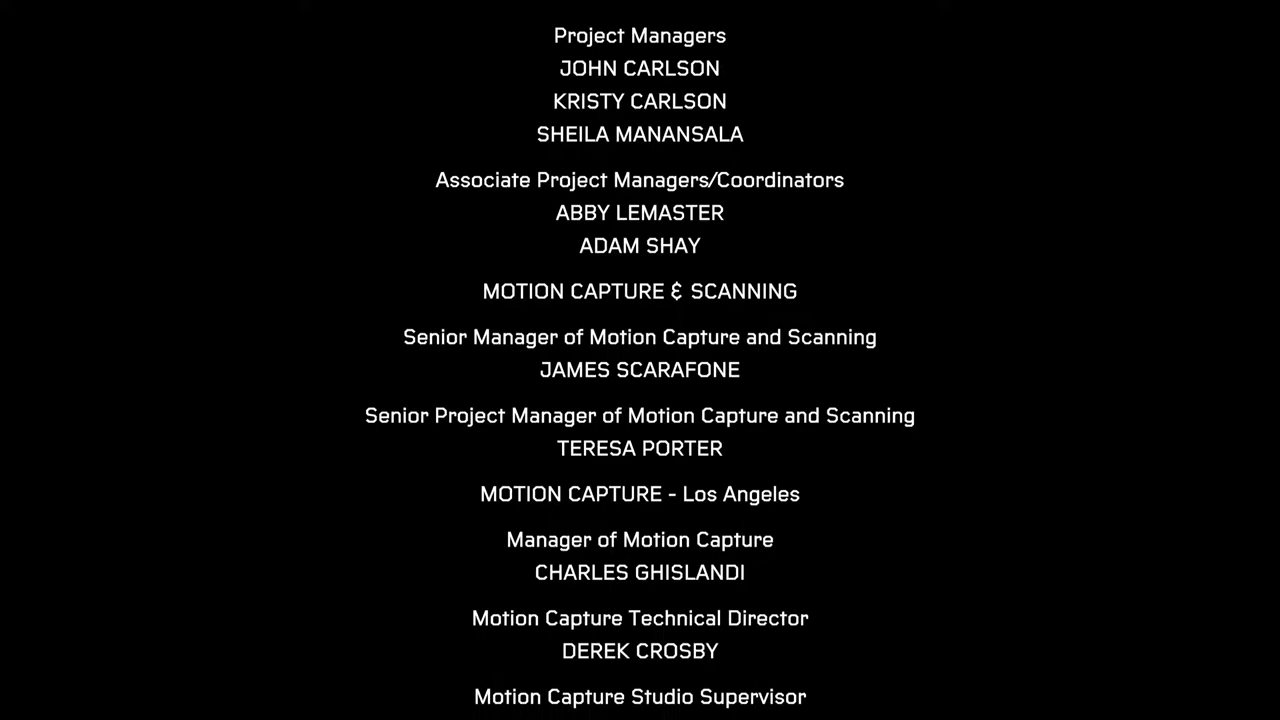 Project Managers
JOHN CARLSON
KRISTY CARLSON
SHEILA MANANSALA
Associate Project Managers/Coordinators
ABBY LEMASTER
ADAM SHAY
MOTION CAPTURE & SCANNING
Senior Manager of Motion Capture and Scanning
JAMES SCARAFONE
Senior Project Manager of Motion Capture and Scanning
TERESA PORTER
MOTION CAPTURE - Los Angeles
Manager of Motion Capture
CHARLES GHISLANDI
Motion Capture Technical Director
DEREK CROSBY
Motion Capture Studio Supervisor